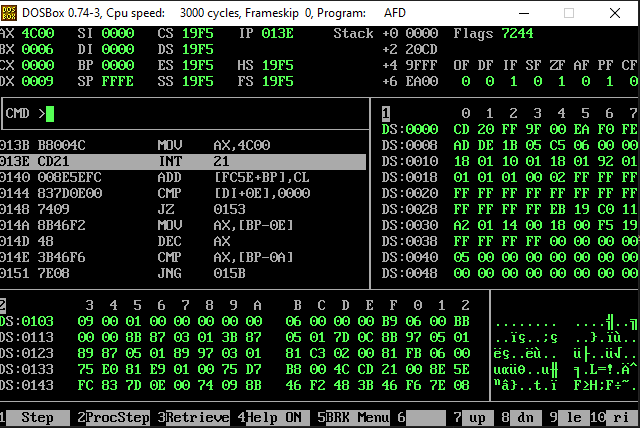 DOSBox 0.74-3, Cpu speed: 3000 cycles, Frameskip 0, Program: AFD
AX 4C00 SI 0000 CS 19F5 IP 013E Stack +0 0000 Flags 7244
BX 0006 DI 0000 DS 19F5 +2 20CD
CX 0000 BP 0000 ES 19F5 HS 19F5 +4 9FFF OF DF IF SF ZF AF PF CF
DX 0009 SP FFFE SS 19F5 FS 19F5 +6 EA00 0 0 1 0 1 0 1 0
CMD >
013B B8004C MOV AX,4C00
013E CD21 INT 21
0140 008E5EFC ADD [FC5E+BP],CL
0144 837D0E00 CMP [DI+0E],0000
0148 7409 JZ 0153
014A 8B46F2 MOV AX,[BP-0E]
014D 48 DEC AX
014E 3B46F6 CMP AX,[BP-0A]
0151 7E08 JNG 015B
1 0 1 2 3 4 5 6 7
DS:0000 CD 20 FF 9F 00 EA F0 FE
DS:0008 AD DE 1B 05 C5 06 00 00
DS:0010 18 01 10 01 18 01 92 01
DS:0018 01 01 01 00 02 FF FF FF
DS:0020 FF FF FF FF FF FF FF FF
DS:0028 FF FF FF FF EB 19 C0 11
DS:0030 A2 01 14 00 18 00 F5 19
DS:0038 FF FF FF FF 00 00 00 00
DS:0040 05 00 00 00 00 00 00 00
DS:0048 00 00 00 00 00 00 00 00
2 3 4 5 6 7 8 9 A B C D E F 0 1 2
DS:0103 09 00 01 00 00 00 00 00 06 00 00 00 00 B9 06 00 BB
DS:0113 00 00 8B 87 03 01 3B 87 05 01 7D 0C 8B 97 05 01
DS:0123 89 87 05 01 89 97 03 01 81 C3 02 00 81 FB 06 00
DS:0133 75 E0 81 E9 01 00 75 D7 B8 00 4C CD 21 00 8E 5E
DS:0143 FC 83 7D 0E 00 74 09 8B 46 F2 48 3B 46 F6 7E 08
1 Step 2 ProcStep 3 Retrieve 4 Help ON 5 BRK Menu 6 7 up 8 dn 9 le 10 ri